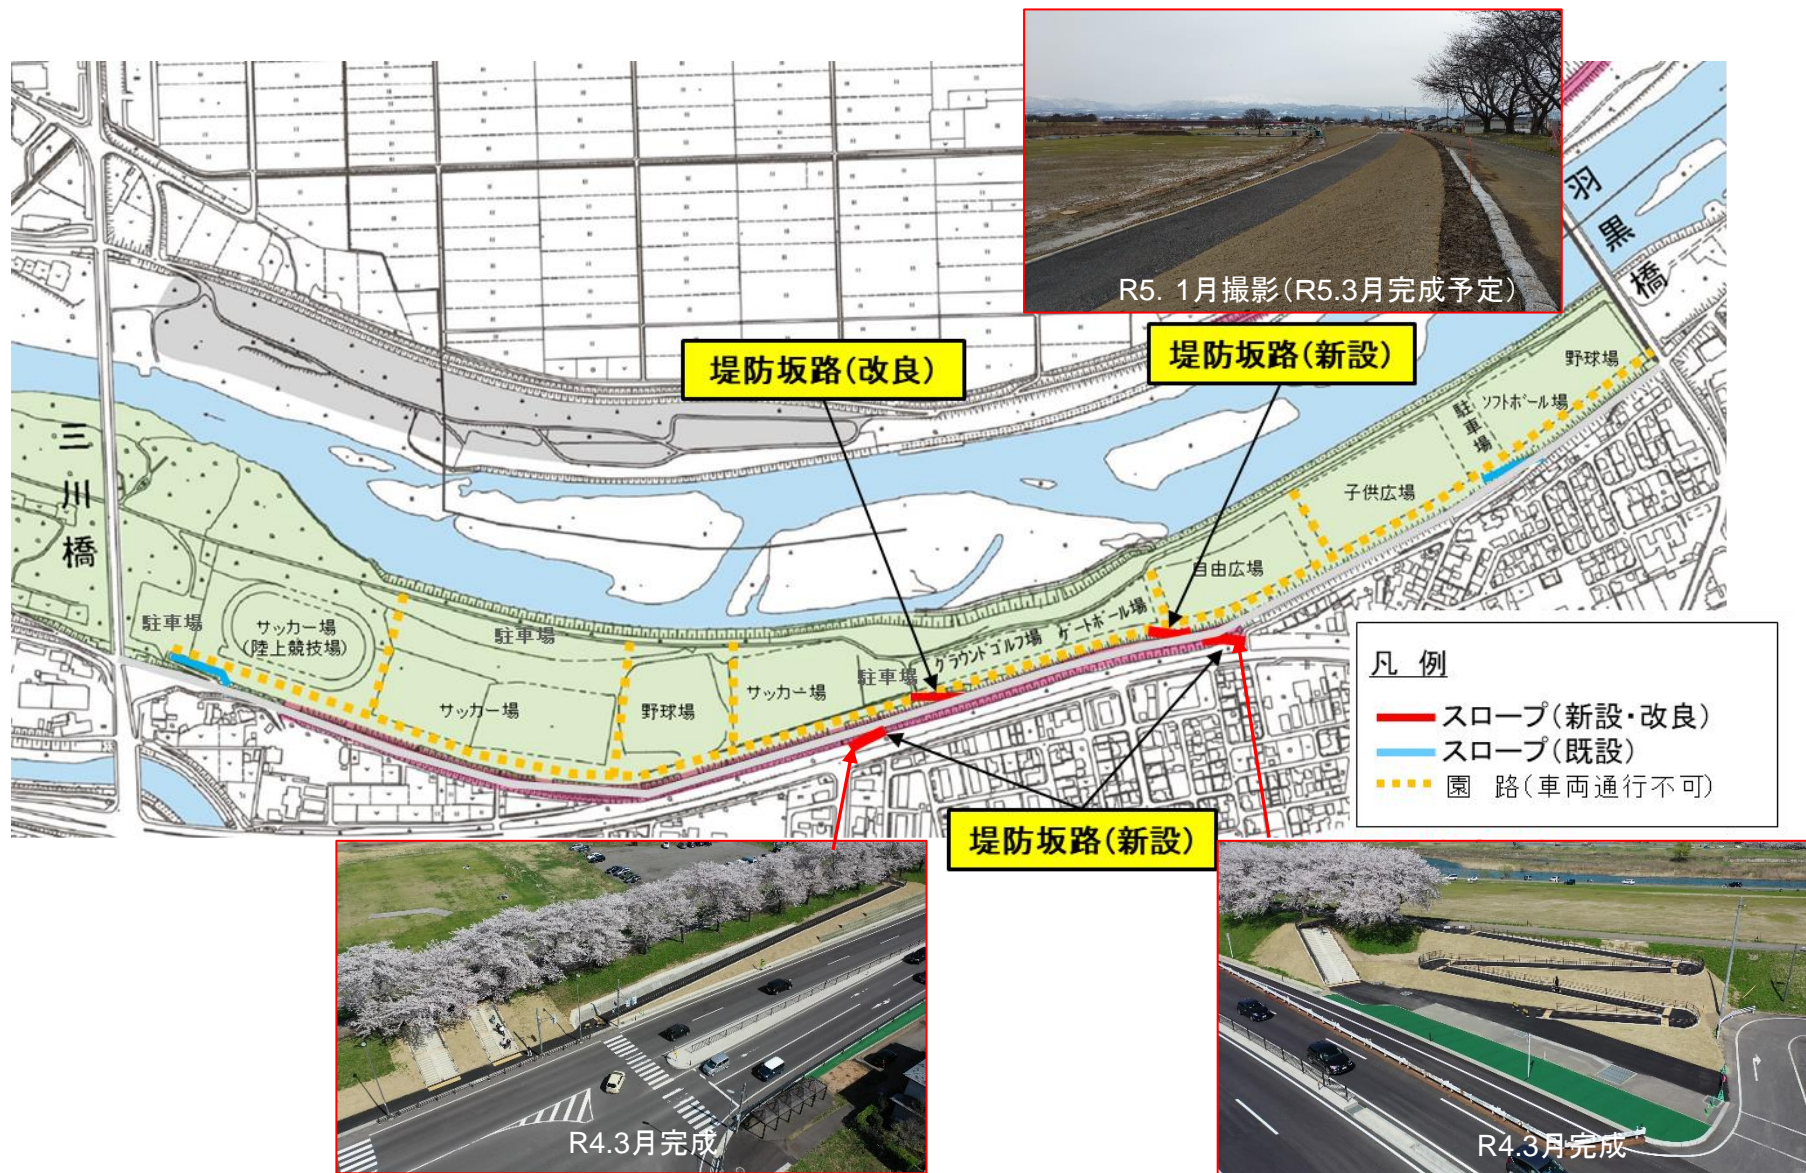 R5. 1月撮影(R5.3月完成予定)
羽黒橋
堤防坂路(新設)
堤防坂路(改良)
野球場
ソフトボール場
駐車場
子供広場
自由広場
三川橋
ゲートボール場
グラウンドゴルフ場
駐車場
サッカー場
(陸上競技場)
駐車場
サッカー場
野球場
サッカー場
駐車場
凡 例
スロープ(新設・改良)
スロープ(既設)
園 路(車両通行不可)
堤防坂路(新設)
R4.3月完成
R4.3月完成